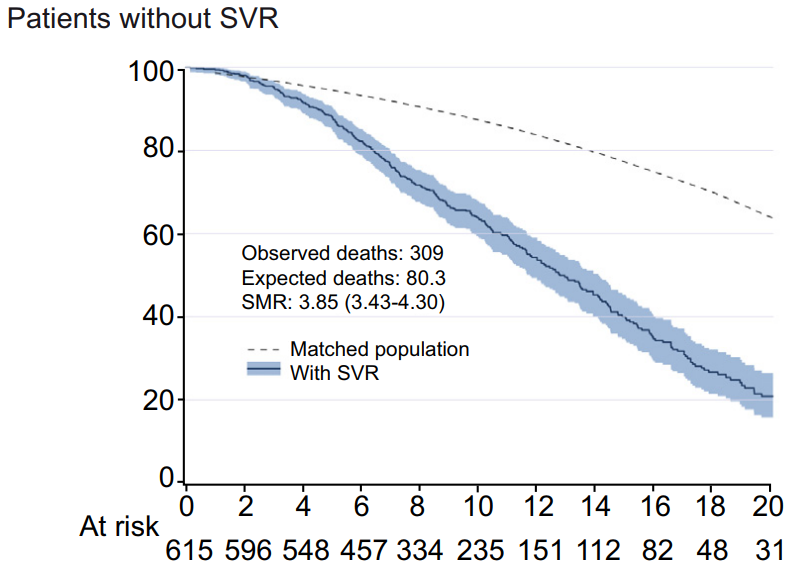 Patients without SVR
100
80
60
40
20
0
Observed deaths: 309
Expected deaths: 80.3
SMR: 3.85 (3.43-4.30)
Matched population
With SVR
0 2 4 6 8 10 12 14 16 18 20
At risk
615 596 548 457 334 235 151 112 82 48 31